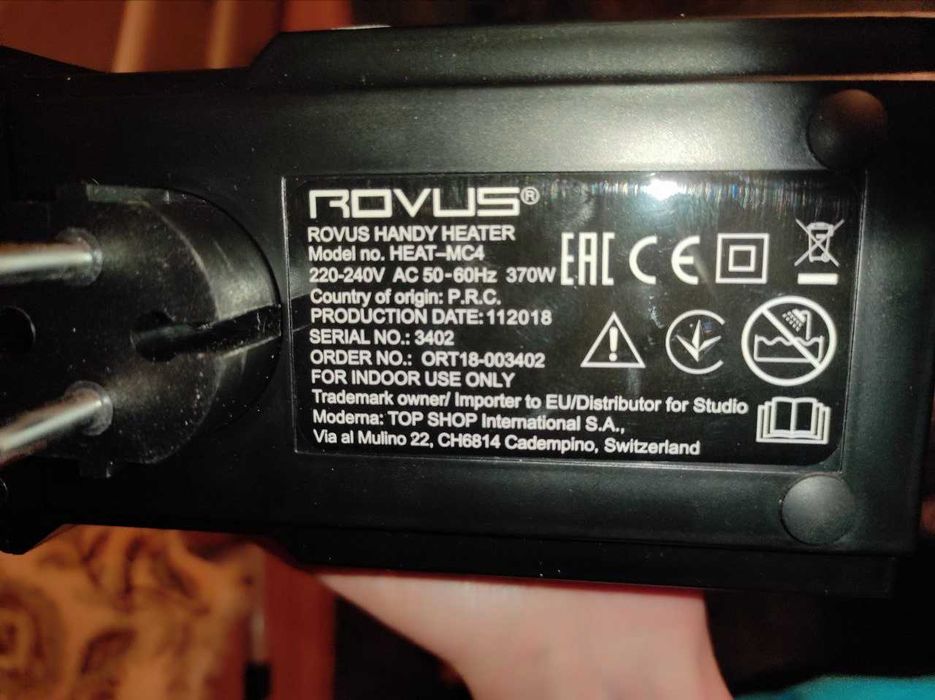 ROVUS®
ROVUS HANDY HEATER
Model no. HEAT–MC4
220-240V AC 50-60Hz 370W
Country of origin: P.R.C.
PRODUCTION DATE: 112018
SERIAL NO.: 3402
ORDER NO.: ORT18-003402
FOR INDOOR USE ONLY
Trademark owner/ Importer to EU/Distributor for Studio
Moderna: TOP SHOP International S.A.,
Via al Mulino 22, CH6814 Cadempino, Switzerland
EAC CE